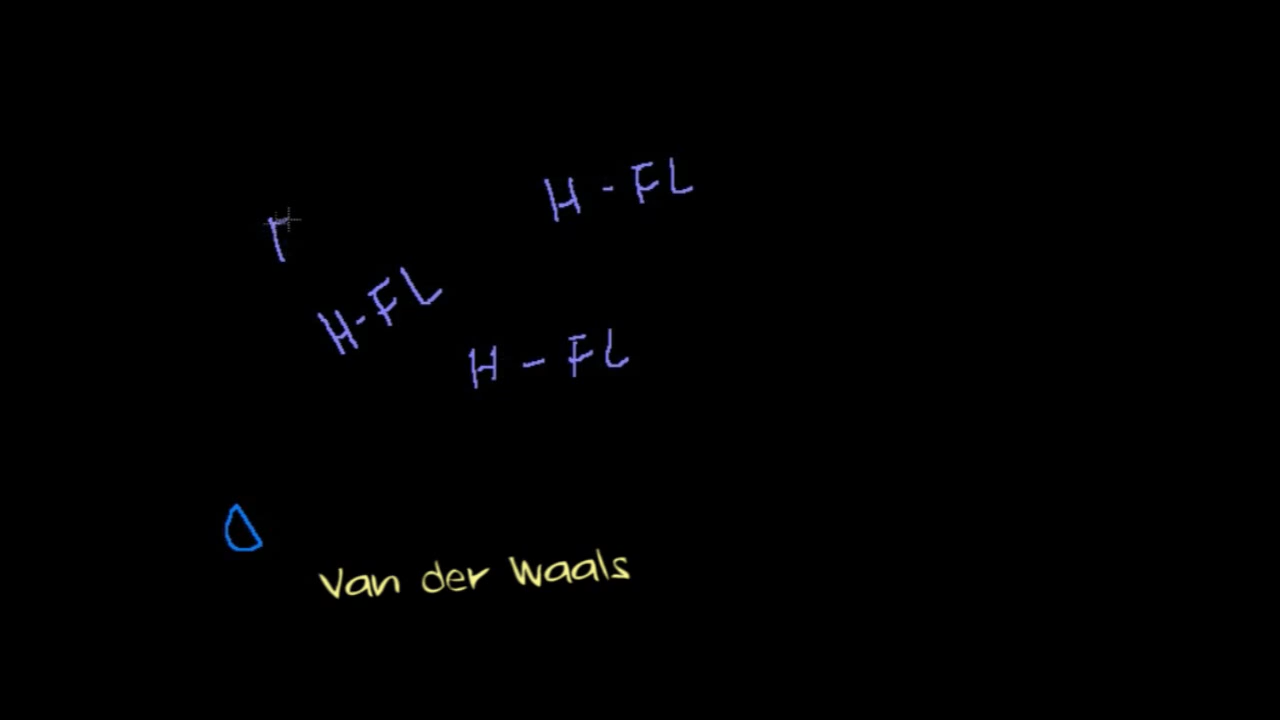 H - FL
H-FL
H - FL
Van der Waals